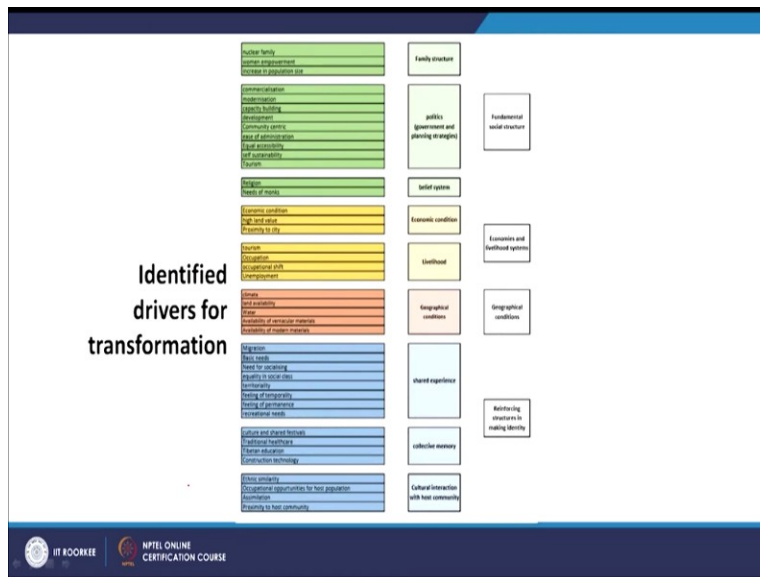 Identified
drivers for
transformation
nuclear family
women empowerment
increase in population size
Family structure
commercialisation
modernisation
capacity building
development
Community centric
ease of administration
Equal accessibility
self sustainability
Tourism
politics
(government and
planning strategies)
Fundamental
social structure
Religion
Needs of monks
belief system
Economic condition
high land value
Proximity to city
Economic condition
tourism
Occupation
occupational shift
Unemployment
Livelihood
Economies and
livelihood systems
climate
land availability
Water
Availability of vernacular materials
Availability of modern materials
Geographical
conditions
Geographical
conditions
Migration
Basic needs
Need for socialising
equality in social class
territoriality
feeling of temporality
feeling of permanence
recreational needs
shared experience
Reinforcing
structures in
making identity
culture and shared festivals
Traditional healthcare
Tibetan education
Construction technology
collective memory
Ethnic similarity
Occupational opportunities for host population
Assimilation
Proximity to host community
Cultural interaction
with host community
IIT ROORKEE
NPTEL ONLINE
CERTIFICATION COURSE